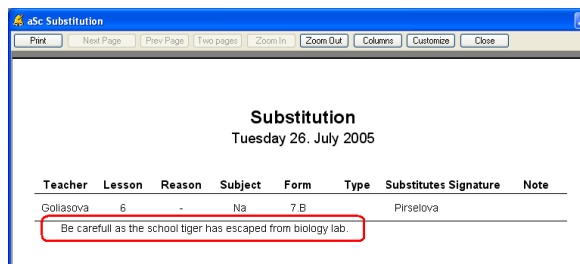 aSc Substitution
Print Next Page Prev Page Two pages Zoom In Zoom Out Columns Customize Close
Substitution
Tuesday 26. July 2005
Teacher Lesson Reason Subject Form Type Substitutes Signature Note
Goliasova 6 - Na 7.B Pirselova
Be carefull as the school tiger has escaped from biology lab.